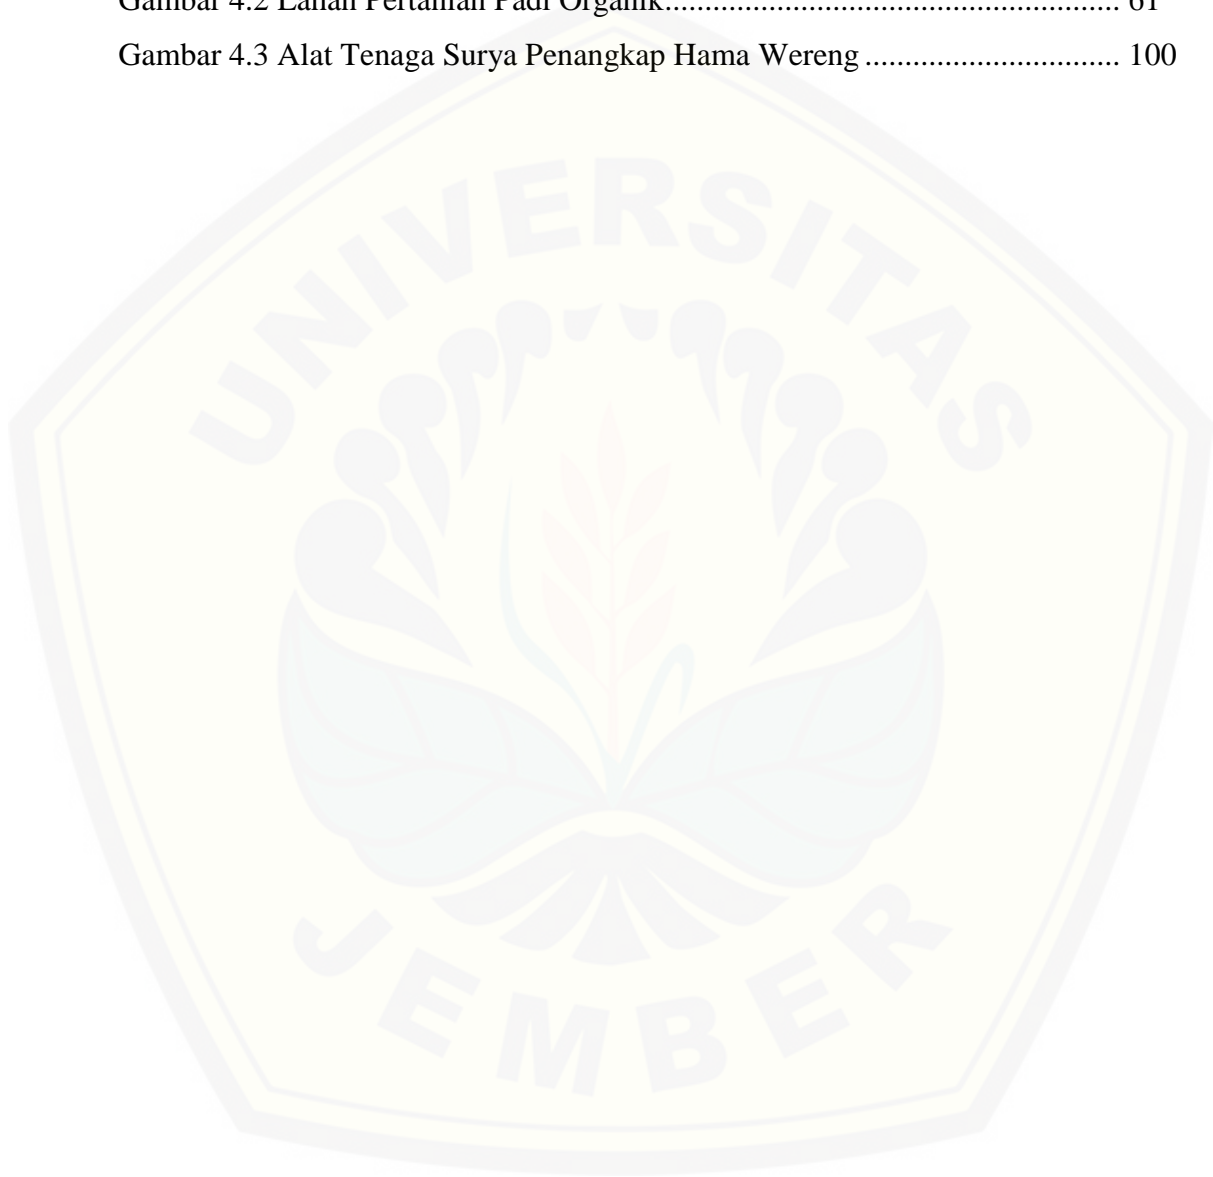 Gambar 4.2 Lahan Pertanian Padi Organik......................................................... 61
Gambar 4.3 Alat Tenaga Surya Penangkap Hama Wereng ................................ 100
UNIVERSITAS
JEMBER